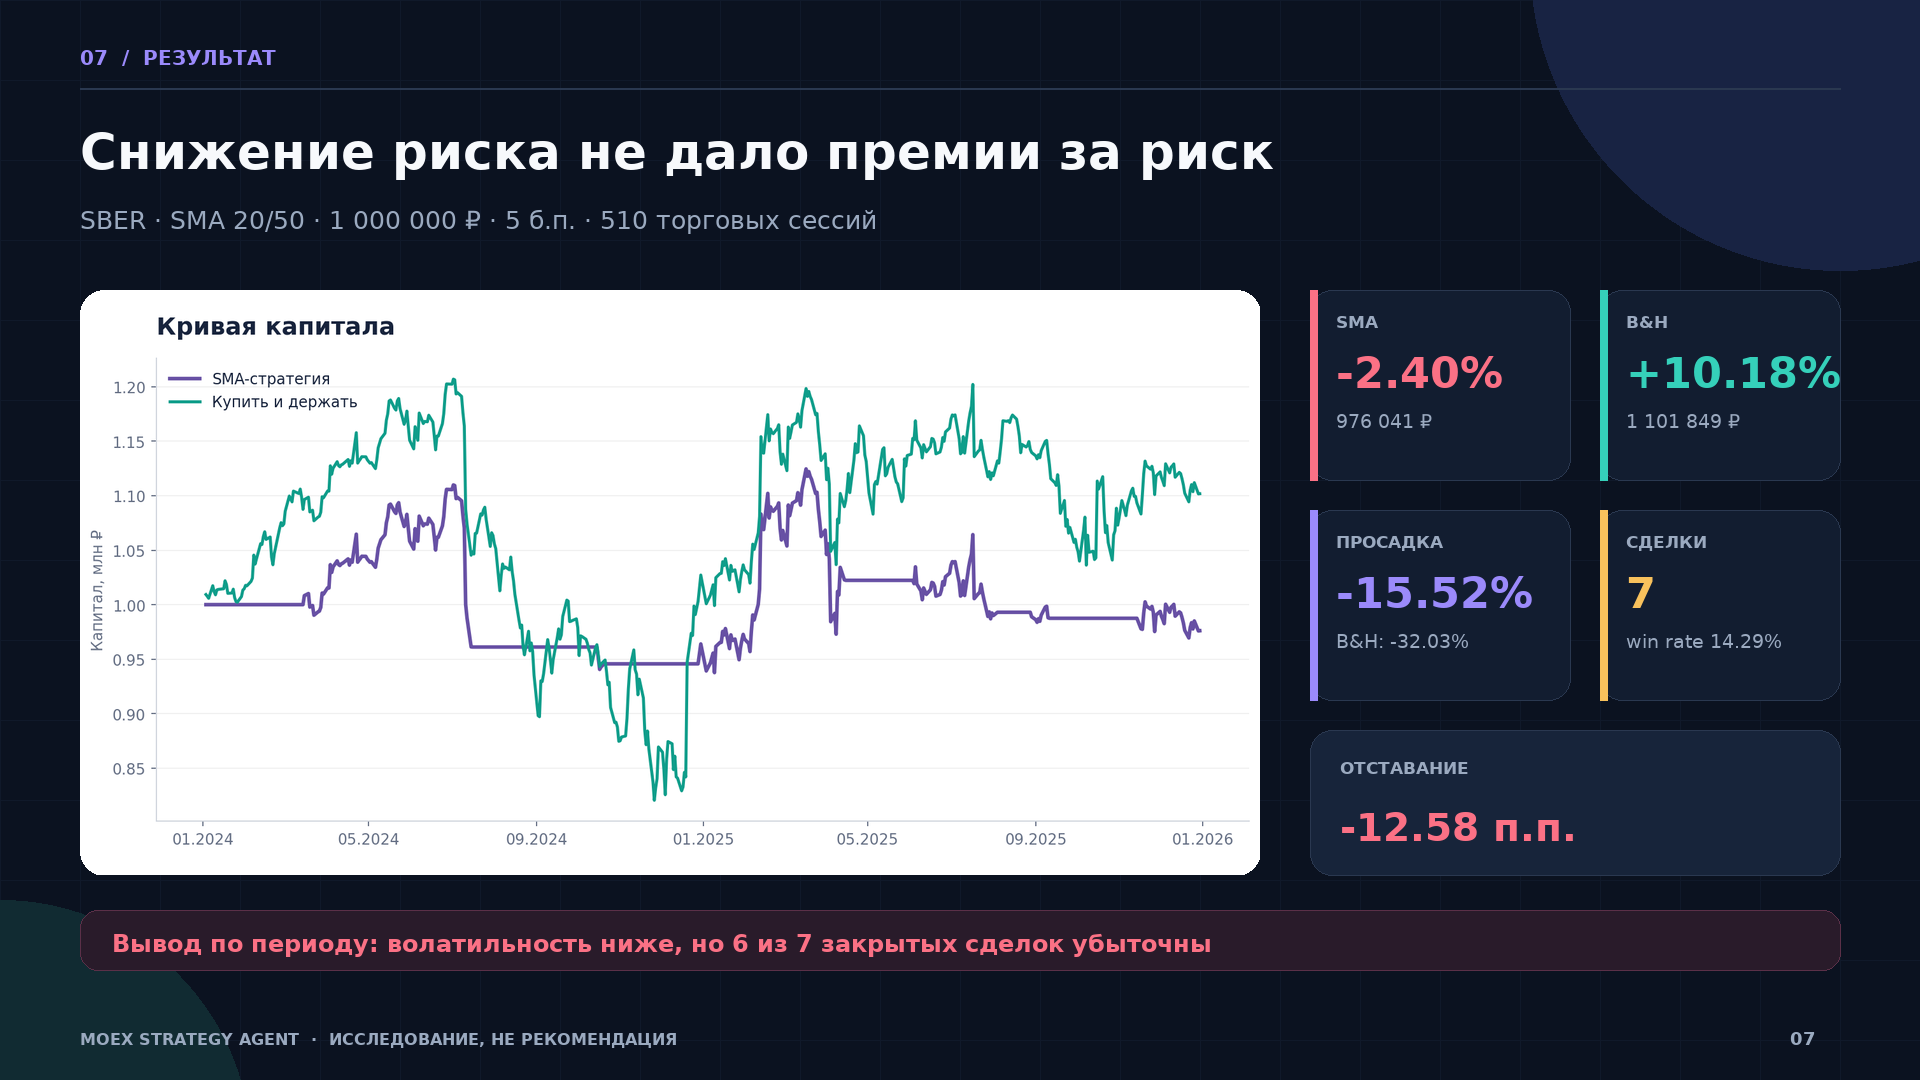 07 / РЕЗУЛЬТАТ
Снижение риска не дало премии за риск
SBER · SMA 20/50 · 1 000 000 ₽ · 5 б.п. · 510 торговых сессий
Кривая капитала
SMA-стратегия
Купить и держать
Капитал, млн ₽
1.20
1.15
1.10
1.05
1.00
0.95
0.90
0.85
01.2024 05.2024 09.2024 01.2025 05.2025 09.2025 01.2026
SMA
-2.40%
976 041 ₽
B&H
+10.18%
1 101 849 ₽
ПРОСАДКА
-15.52%
B&H: -32.03%
СДЕЛКИ
7
win rate 14.29%
ОТСТАВАНИЕ
-12.58 п.п.
Вывод по периоду: волатильность ниже, но 6 из 7 закрытых сделок убыточны
MOEX STRATEGY AGENT · ИССЛЕДОВАНИЕ, НЕ РЕКОМЕНДАЦИЯ
07